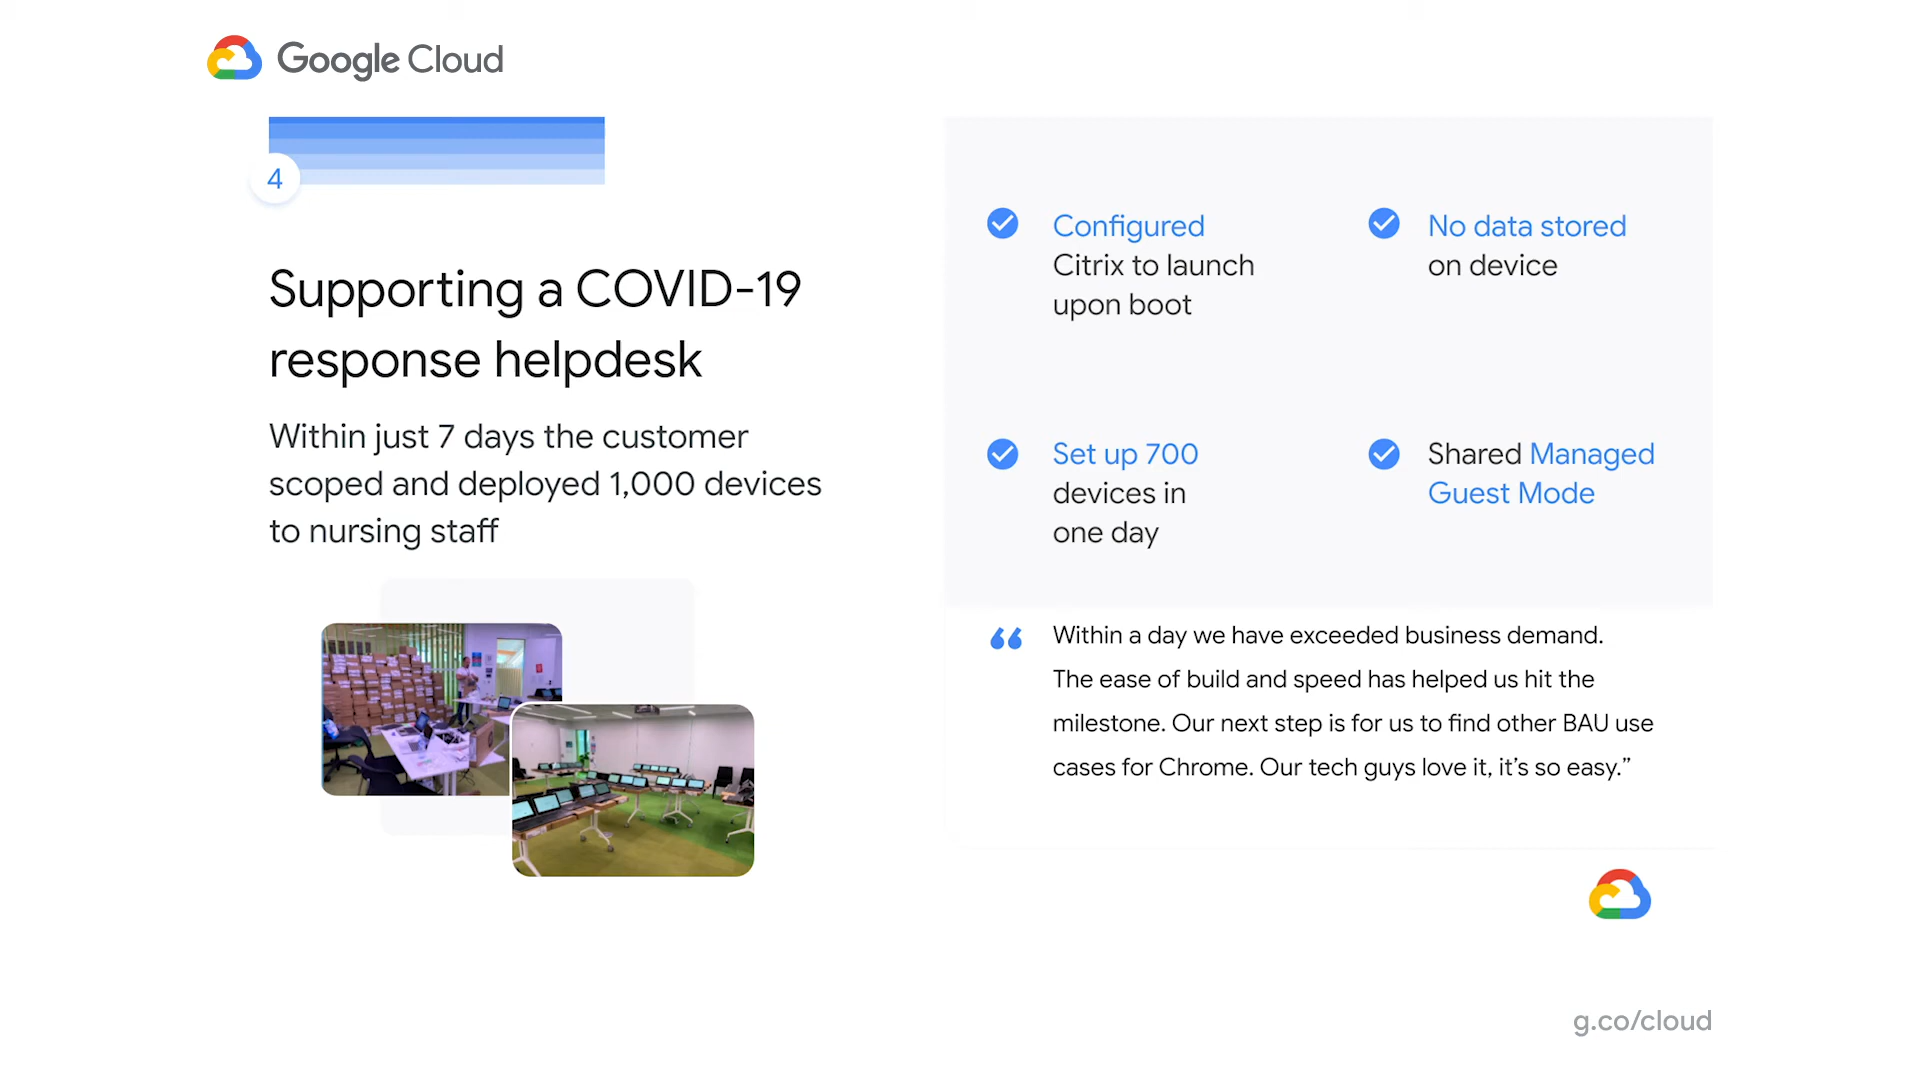 Google Cloud
4
Supporting a COVID-19
response helpdesk
Within just 7 days the customer
scoped and deployed 1,000 devices
to nursing staff
Configured
Citrix to launch
upon boot
No data stored
on device
Set up 700
devices in
one day
Shared Managed
Guest Mode
“ Within a day we have exceeded business demand.
The ease of build and speed has helped us hit the
milestone. Our next step is for us to find other BAU use
cases for Chrome. Our tech guys love it, it’s so easy.”
g.co/cloud